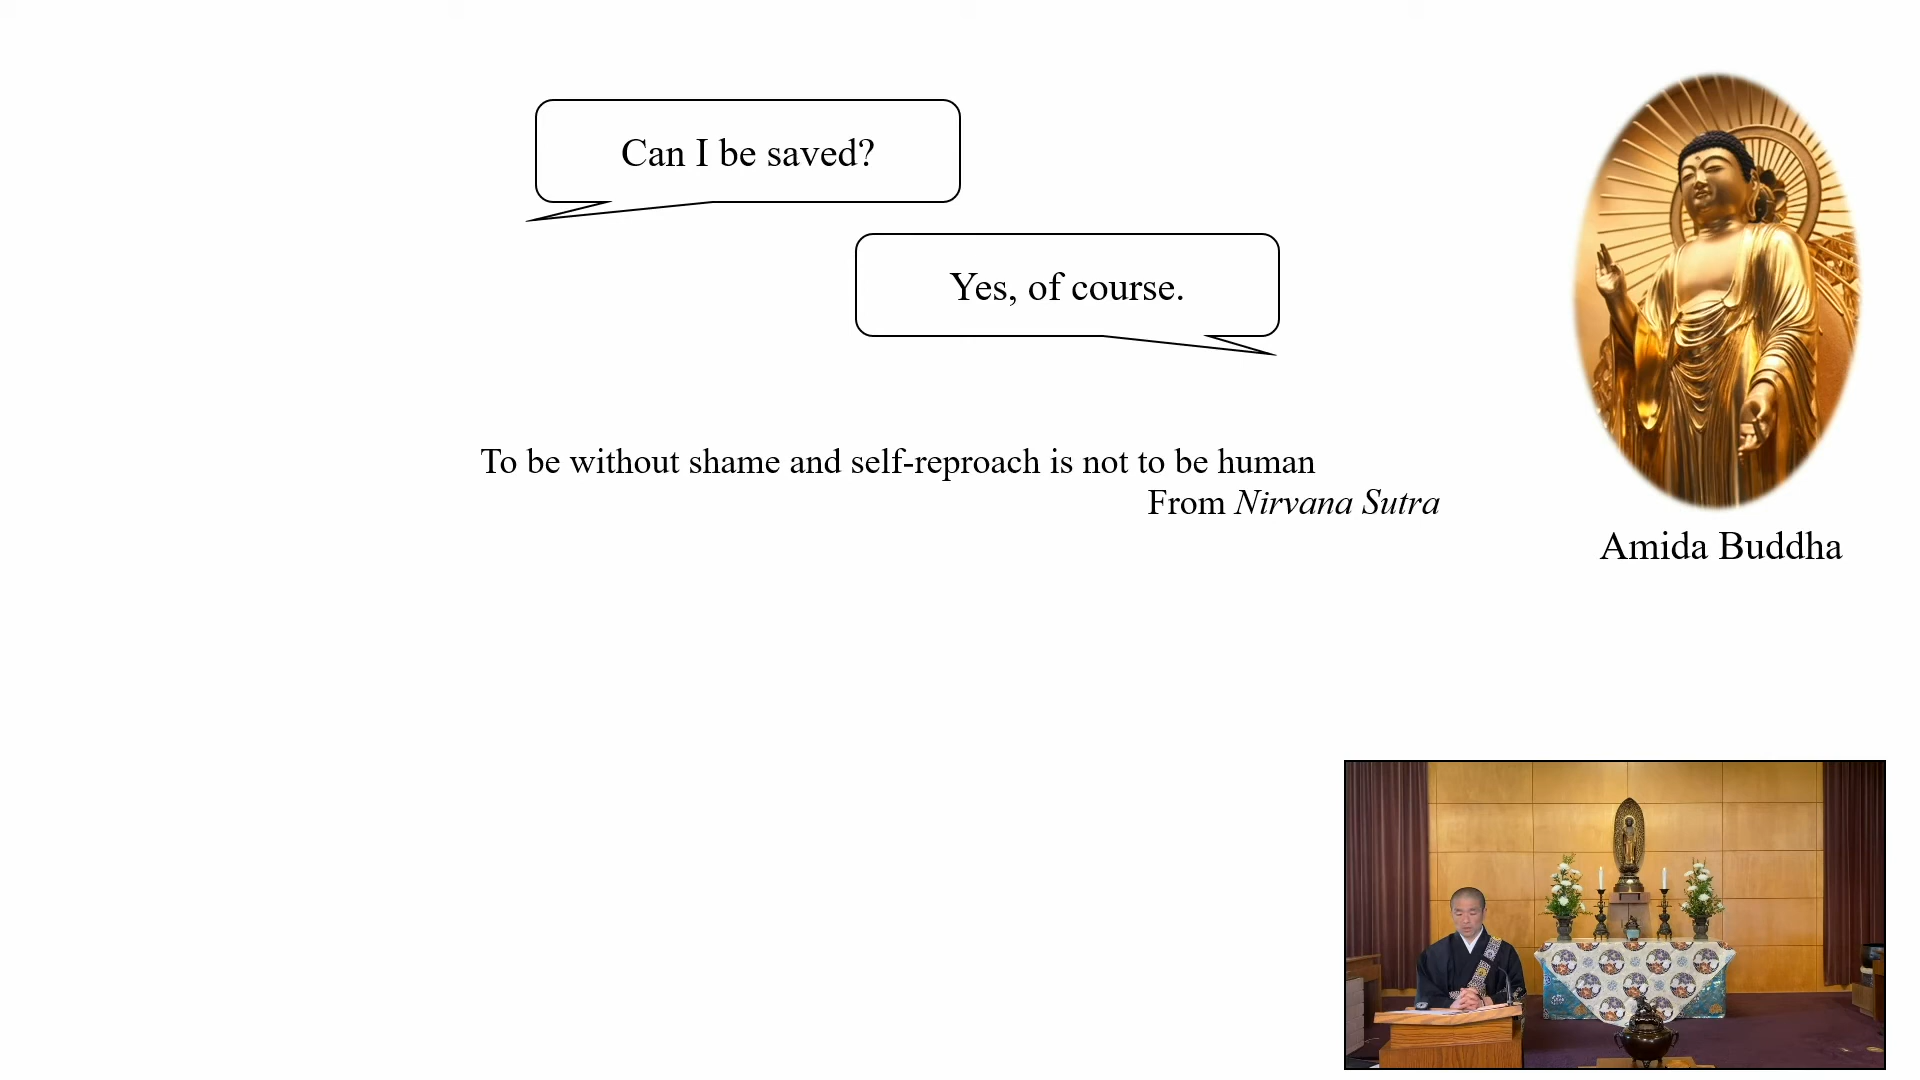 Can I be saved?
Yes, of course.
To be without shame and self-reproach is not to be human
From Nirvana Sutra
Amida Buddha